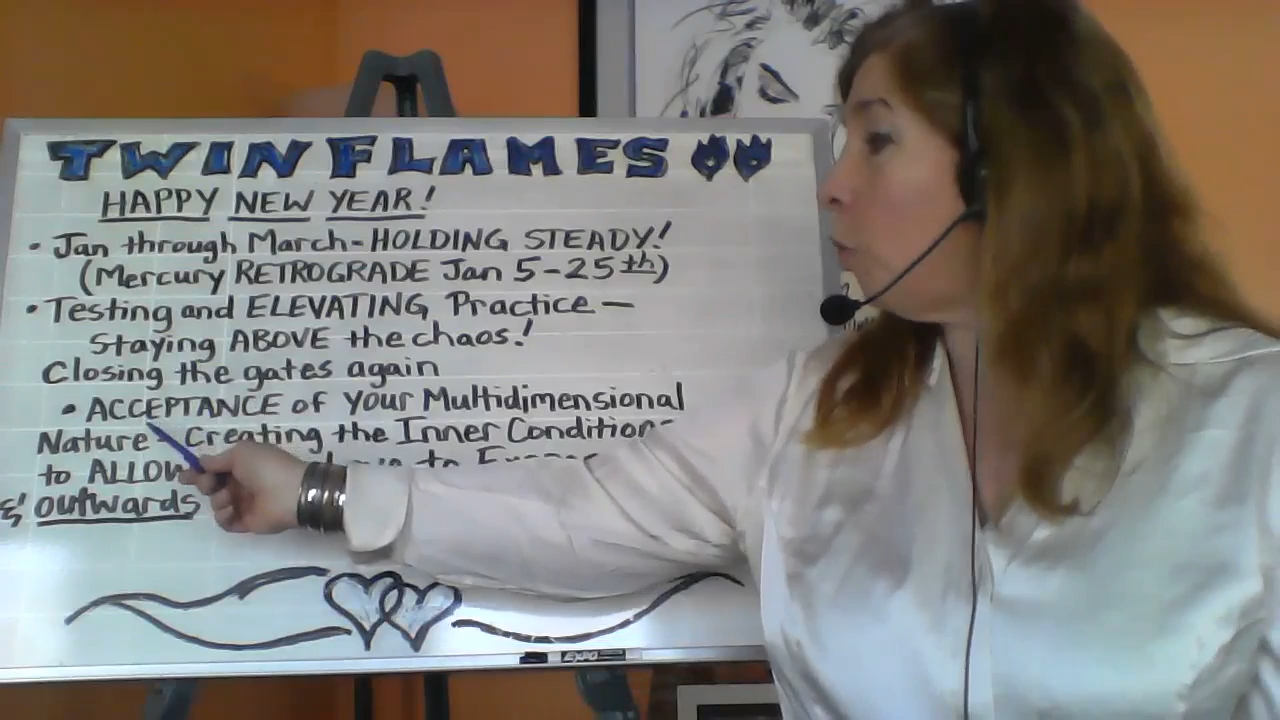 TWIN FLAMES
HAPPY NEW YEAR!
• Jan through March - HOLDING STEADY!
(Mercury RETROGRADE Jan 5-25th)
• Testing and ELEVATING Practice —
Staying ABOVE the chaos!
Closing the gates again
• ACCEPTANCE of your Multidimensional
Nature - Creating the Inner
to ALLOW to
& outwards
EXPO